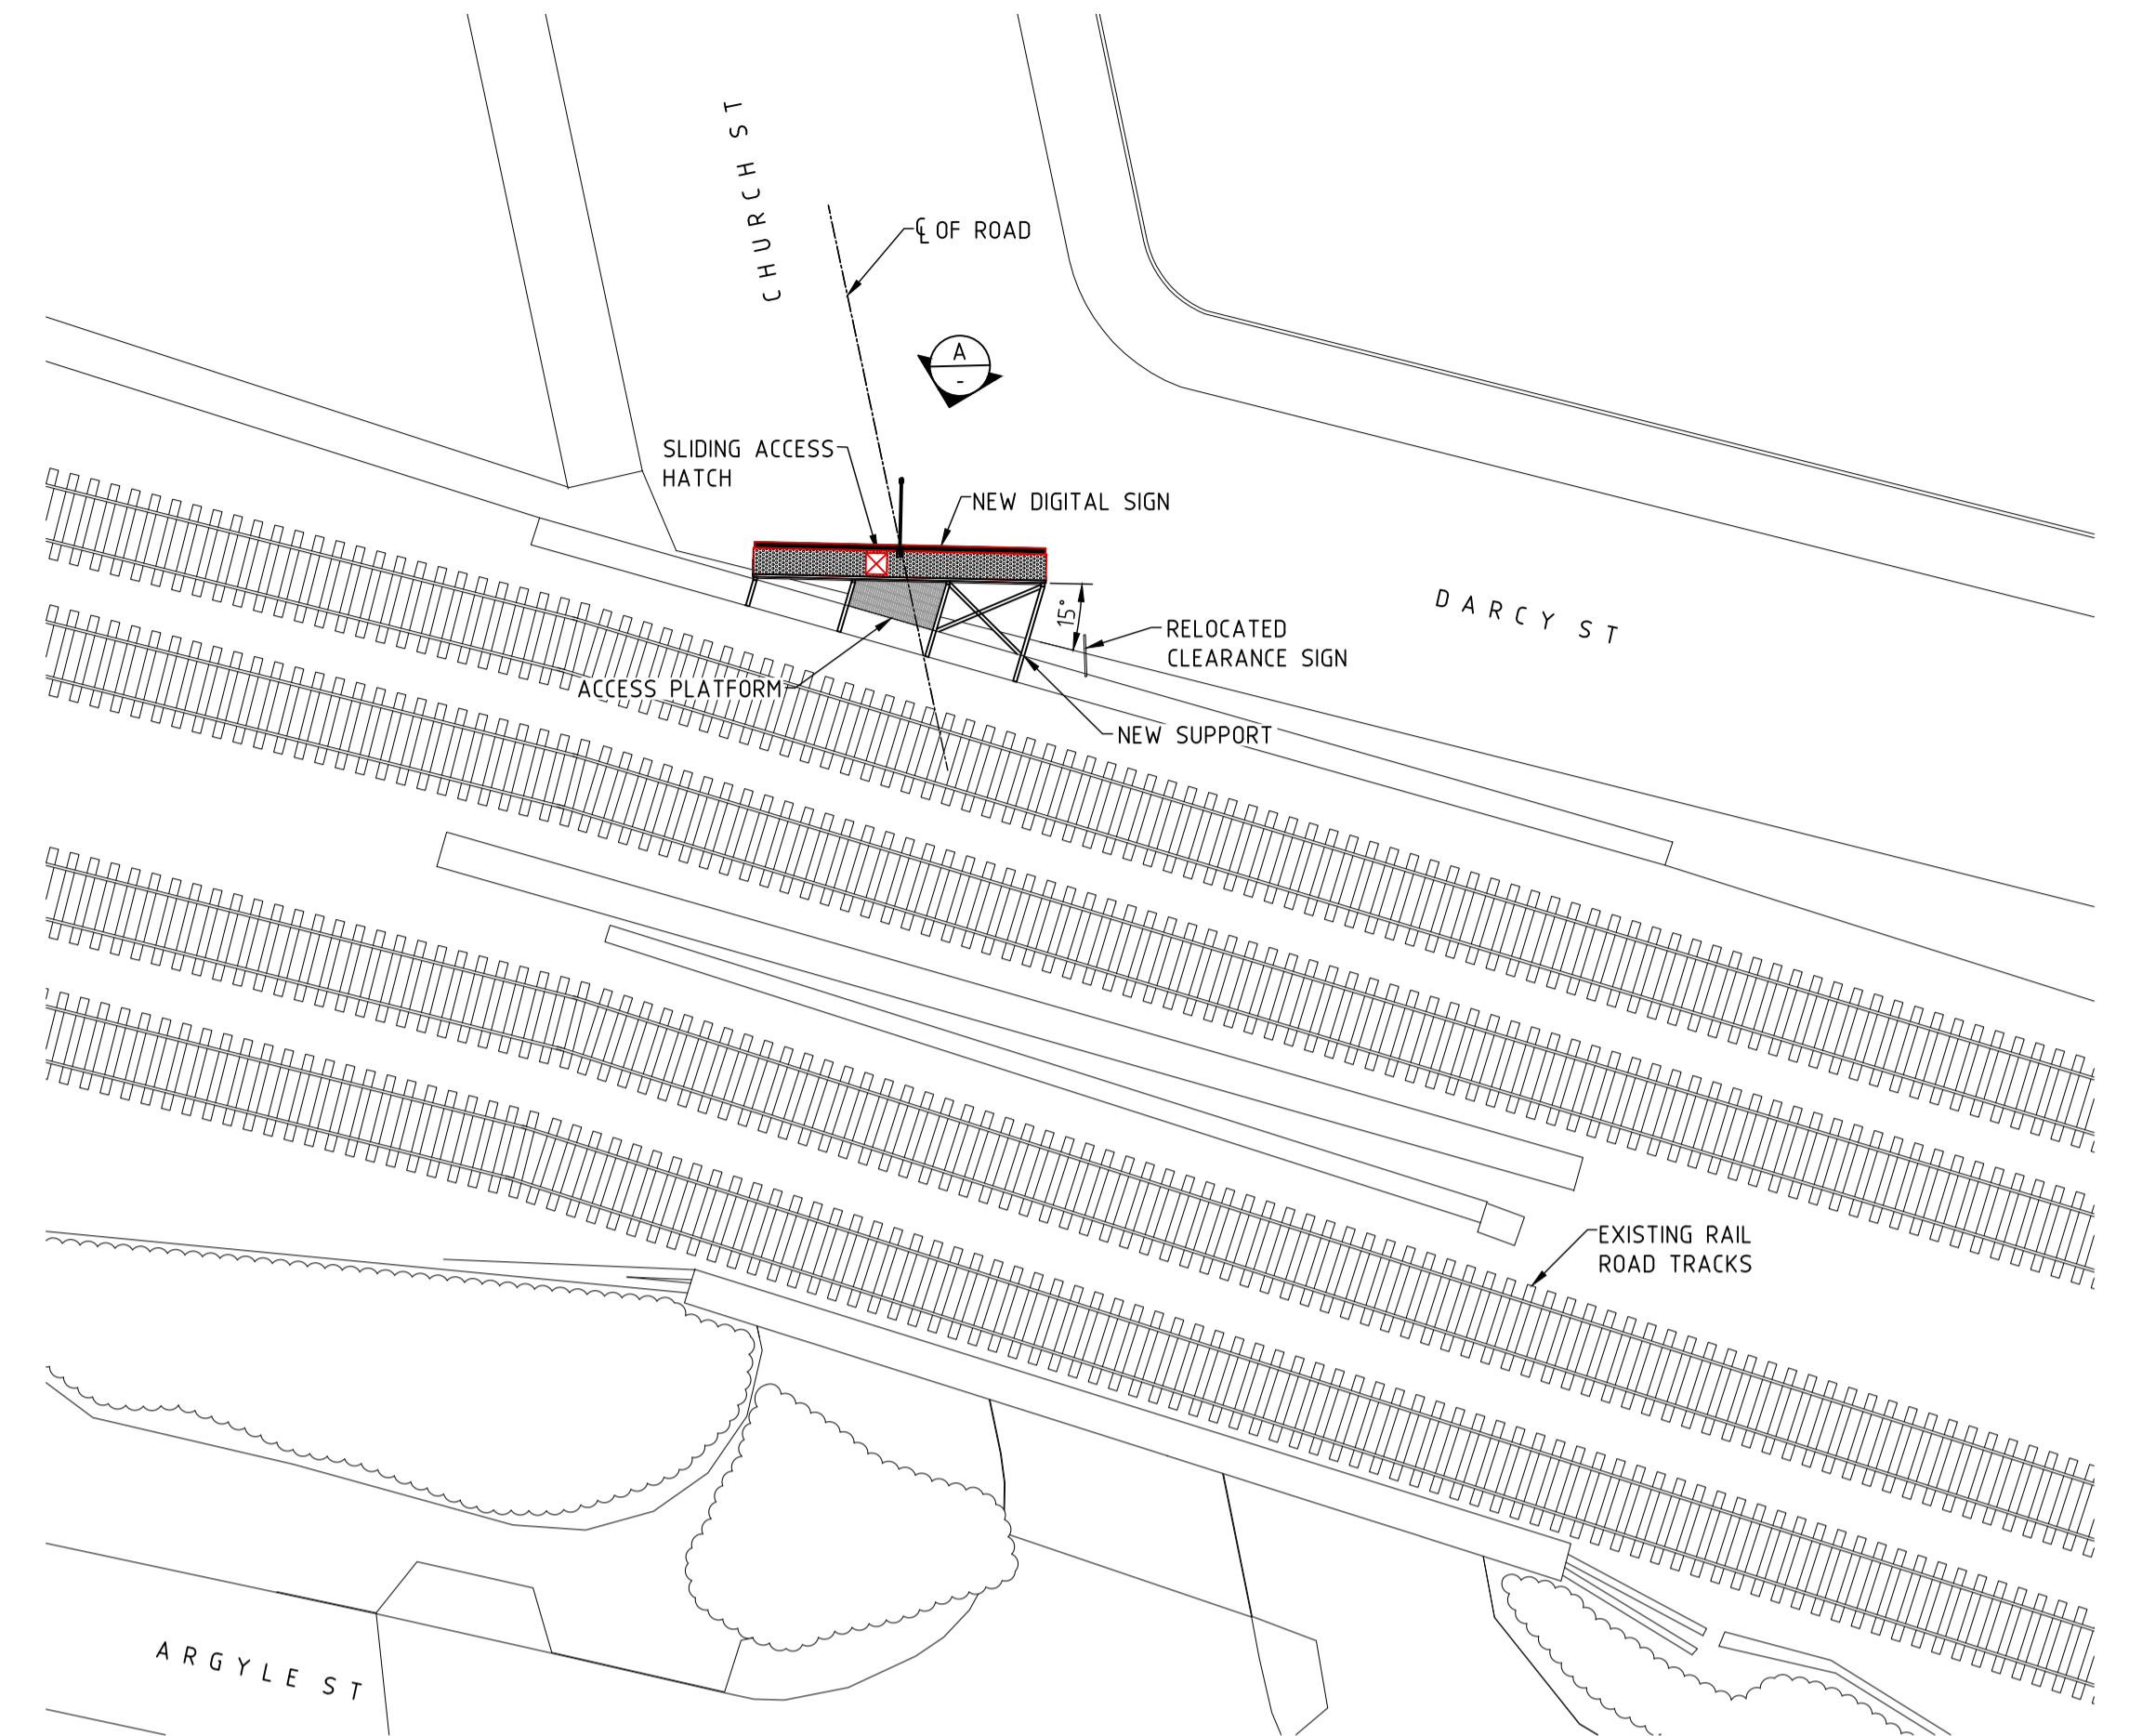 CHURCH ST
℄ OF ROAD
A
-
SLIDING ACCESS
HATCH
NEW DIGITAL SIGN
15°
RELOCATED
CLEARANCE SIGN
DARCY ST
ACCESS PLATFORM
NEW SUPPORT
EXISTING RAIL
ROAD TRACKS
ARGYLE ST